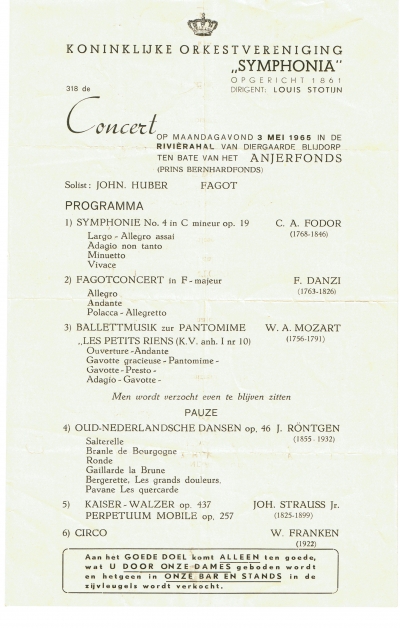 KONINKLIJKE ORKESTVERENIGING
„SYMPHONIA"
OPGERICHT 1861
318 de DIRIGENT: LOUIS STOTIJN
Concert
OP MAANDAGAVOND 3 MEI 1965 IN DE
RIVIÈRAHAL VAN DIERGAARDE BLIJDORP
TEN BATE VAN HET ANJERFONDS
(PRINS BERNHARDFONDS)
Solist: JOHN. HUBER FAGOT
PROGRAMMA
1) SYMPHONIE No. 4 in C mineur op. 19 C. A. FODOR
(1768-1846)
Largo - Allegro assai
Adagio non tanto
Minuetto
Vivace
2) FAGOTCONCERT in F - majeur F. DANZI
(1763-1826)
Allegro
Andante
Polacca - Allegretto
3) BALLETTMUSIK zur PANTOMIME W. A. MOZART
„LES PETITS RIENS (K.V. anh. I nr 10) (1756-1791)
Ouverture - Andante
Gavotte gracieuse - Pantomime -
Gavotte - Presto -
Adagio - Gavotte -
Men wordt verzocht even te blijven zitten
PAUZE
4) OUD-NEDERLANDSCHE DANSEN op. 46 J. RÖNTGEN
(1855-1932)
Salterelle
Branle de Bourgogne
Ronde
Gaillarde la Brune
Bergerette, Les grands douleurs.
Pavane Les quercarde
5) KAISER - WALZER op. 437 JOH. STRAUSS Jr.
PERPETUUM MOBILE op. 257 (1825-1899)
6) CIRCO W. FRANKEN
(1922)
Aan het GOEDE DOEL komt ALLEEN ten goede,
wat U DOOR ONZE DAMES geboden wordt
en hetgeen in ONZE BAR EN STANDS in de
zijvleugels wordt verkocht.